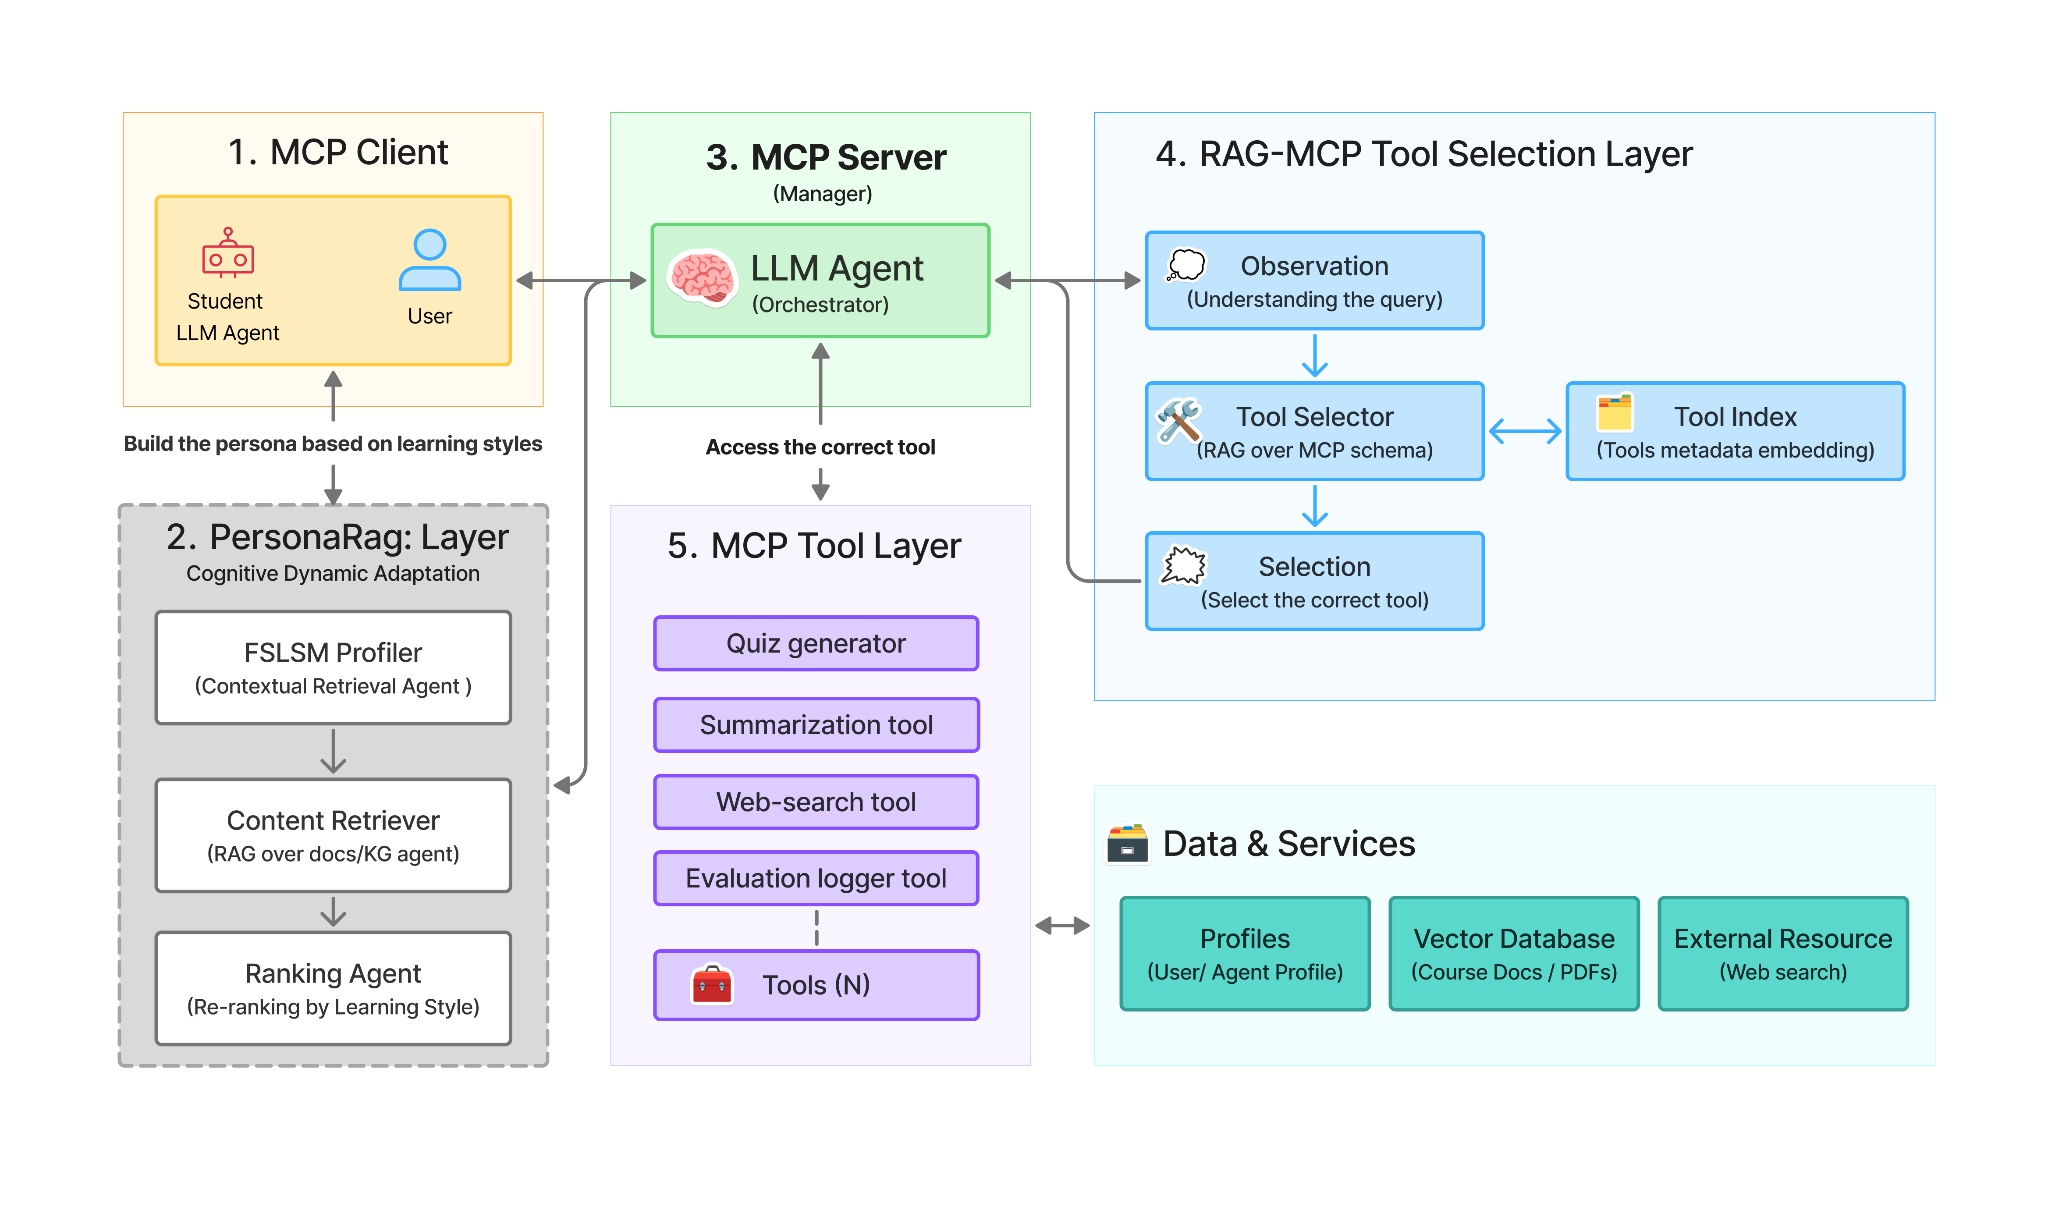 1. MCP Client
Student
LLM Agent
User
Build the persona based on learning styles
2. PersonaRag: Layer
Cognitive Dynamic Adaptation
FSLSM Profiler
(Contextual Retrieval Agent )
Content Retriever
(RAG over docs/KG agent)
Ranking Agent
(Re-ranking by Learning Style)
3. MCP Server
(Manager)
LLM Agent
(Orchestrator)
Access the correct tool
4. RAG-MCP Tool Selection Layer
Observation
(Understanding the query)
Tool Selector
(RAG over MCP schema)
Tool Index
(Tools metadata embedding)
Selection
(Select the correct tool)
5. MCP Tool Layer
Quiz generator
Summarization tool
Web-search tool
Evaluation logger tool
Tools (N)
Data & Services
Profiles
(User/ Agent Profile)
Vector Database
(Course Docs / PDFs)
External Resource
(Web search)